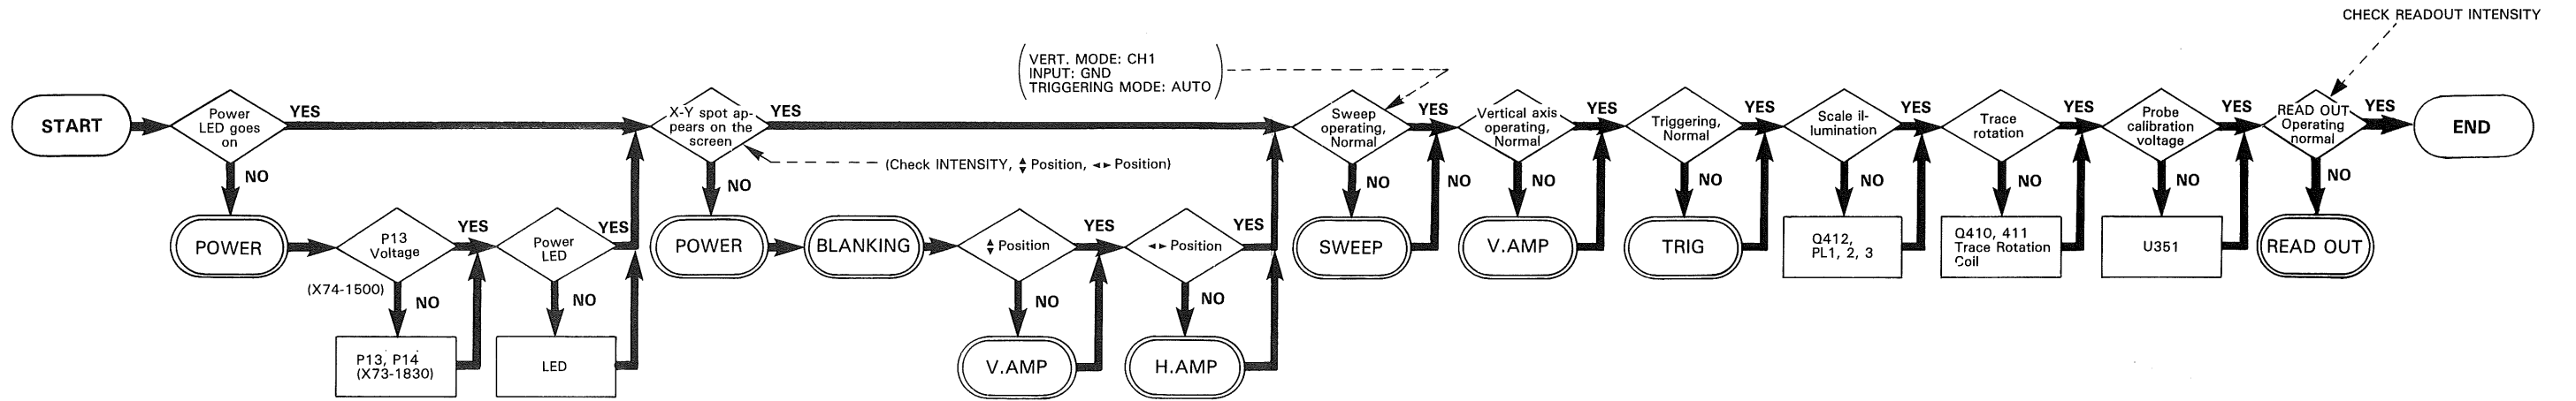 CHECK READOUT INTENSITY
VERT. MODE: CH1
INPUT: GND
TRIGGERING MODE: AUTO
START
Power
LED goes
on
YES
NO
X-Y spot ap-
pears on the
screen
YES
NO
(Check INTENSITY, Position, Position)
Sweep
operating,
Normal
YES
NO
NO
Vertical axis
operating,
Normal
YES
NO
Triggering,
Normal
YES
NO
Scale il-
lumination
YES
NO
Trace
rotation
YES
NO
Probe
calibration
voltage
YES
NO
READ OUT
Operating
normal
YES
NO
END
POWER
P13
Voltage
(X74-1500)
YES
NO
Power
LED
YES
NO
POWER
BLANKING
Position
YES
NO
Position
YES
NO
SWEEP
V.AMP
TRIG
Q412,
PL1, 2, 3
Q410, 411
Trace Rotation
Coil
U351
READ OUT
P13, P14
(X73-1830)
LED
V.AMP
H.AMP